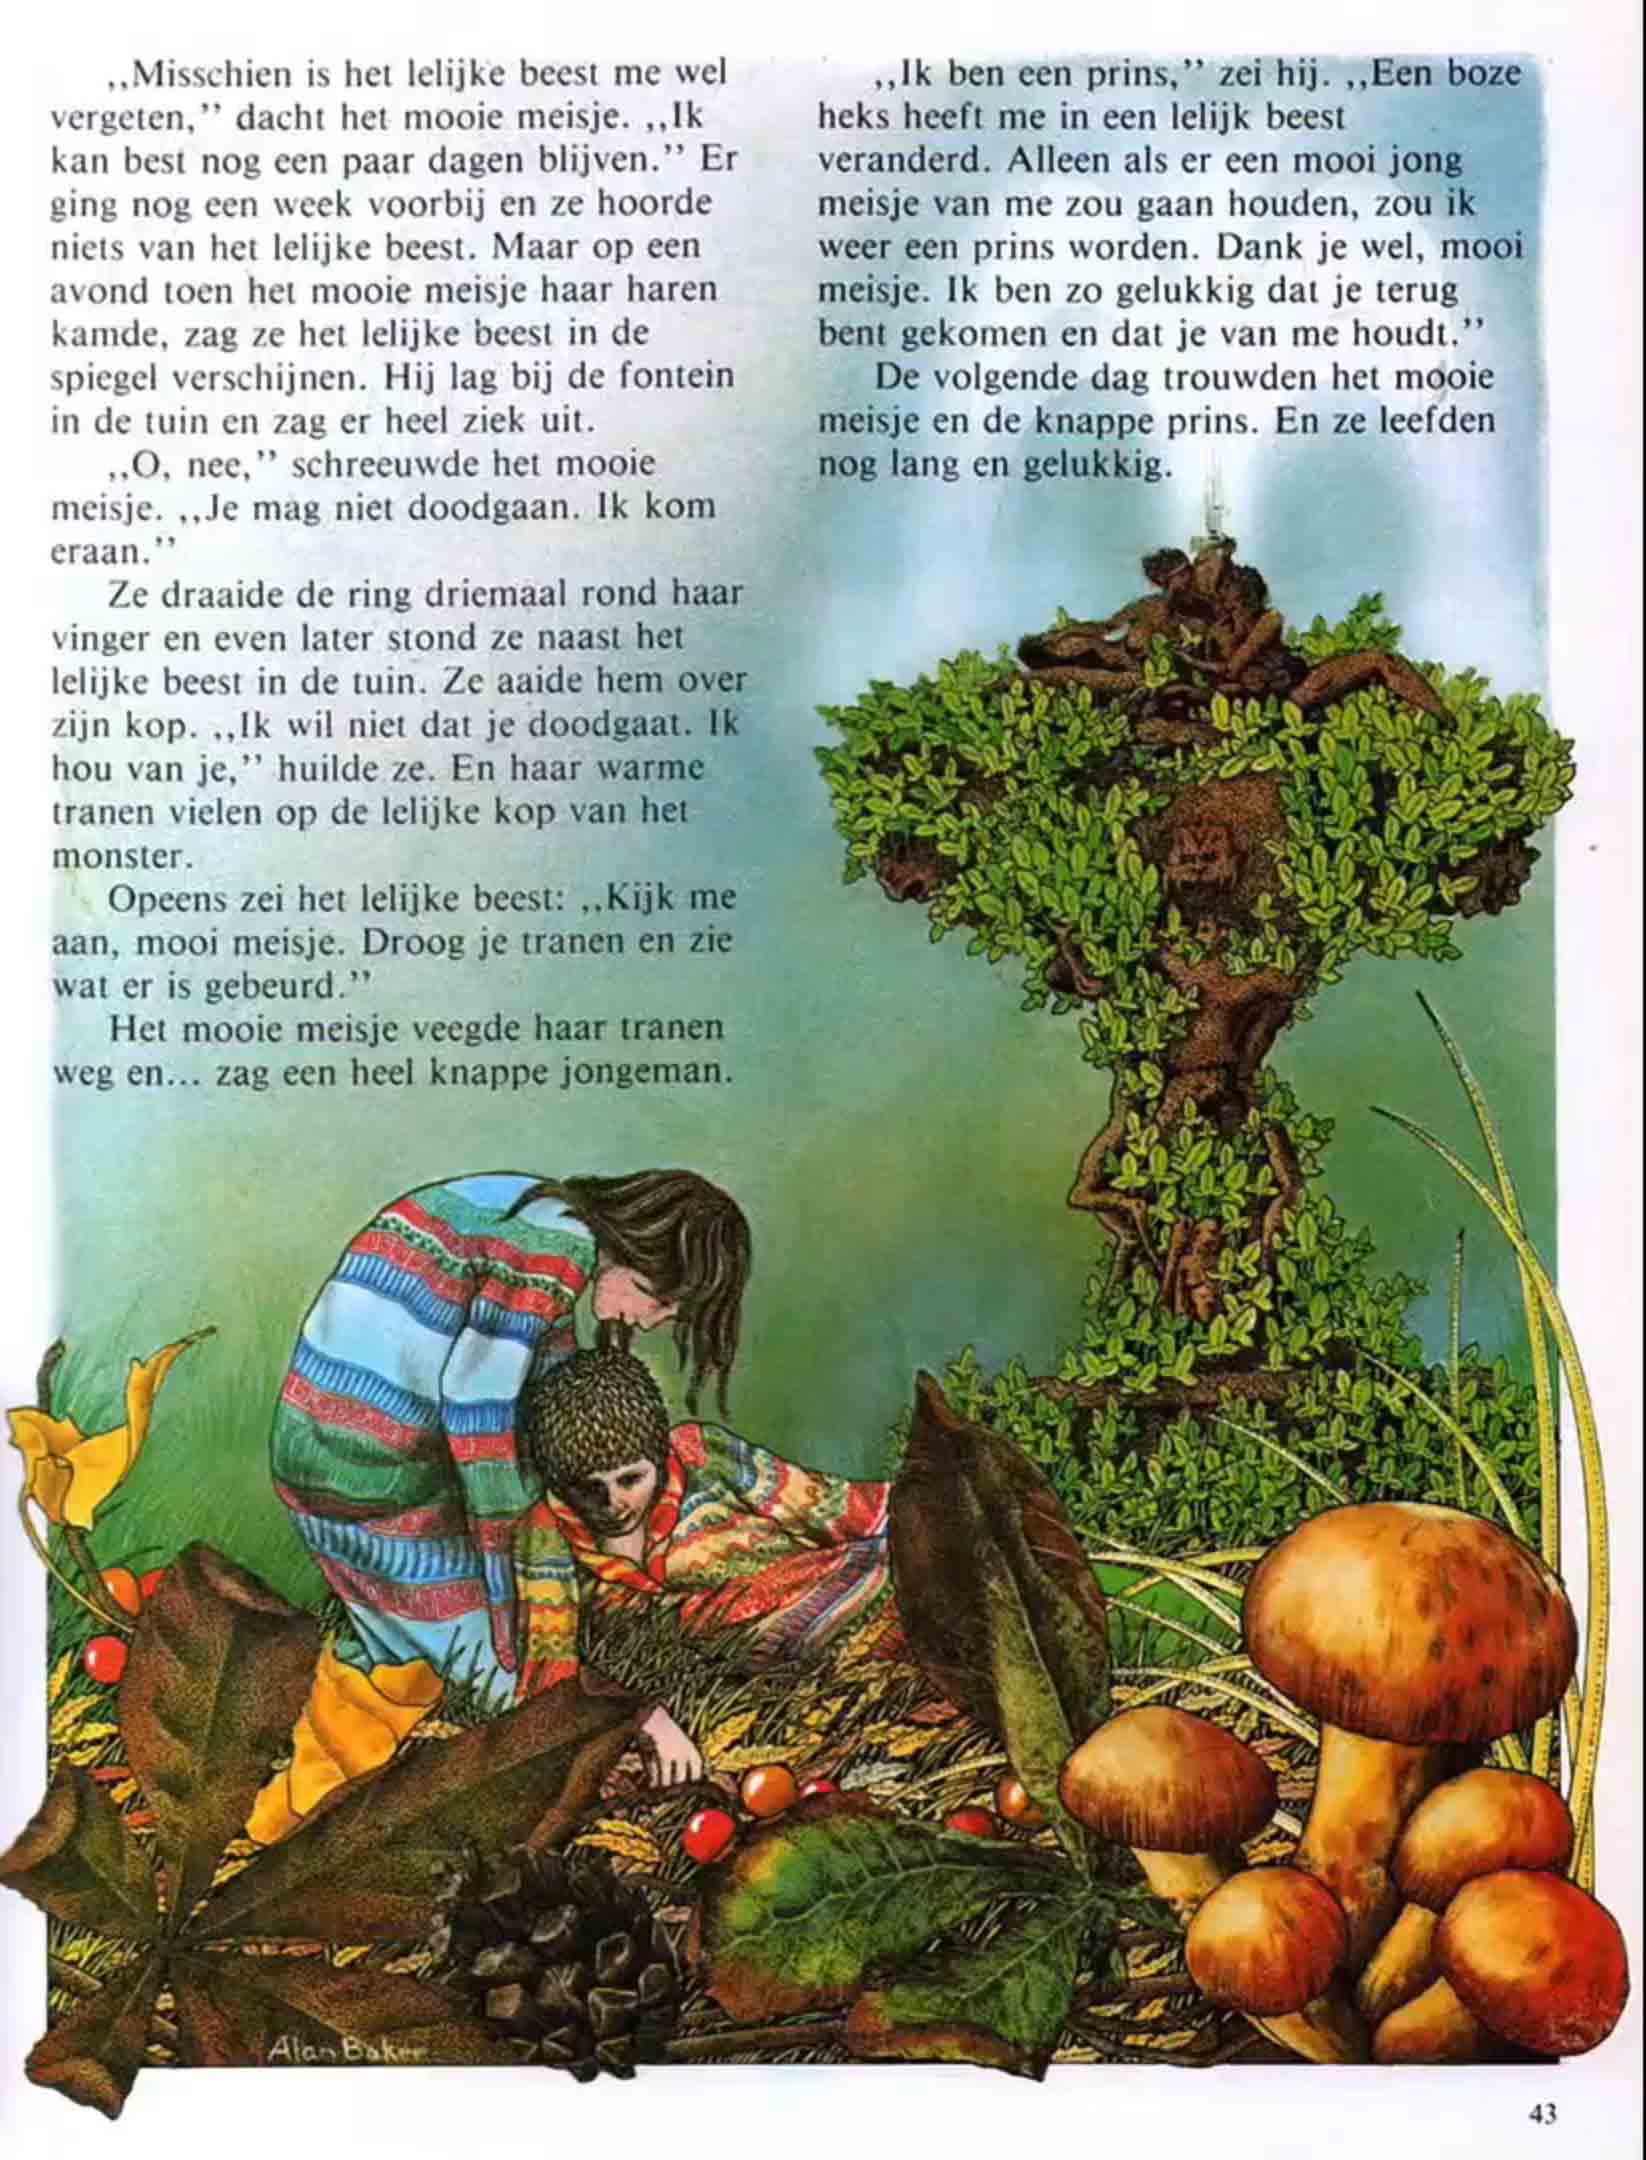 ,,Misschien is het lelijke beest me wel
vergeten,'' dacht het mooie meisje. ,,Ik
kan best nog een paar dagen blijven.'' Er
ging nog een week voorbij en ze hoorde
niets van het lelijke beest. Maar op een
avond toen het mooie meisje haar haren
kamde, zag ze het lelijke beest in de
spiegel verschijnen. Hij lag bij de fontein
in de tuin en zag er heel ziek uit.
,,O, nee,'' schreeuwde het mooie
meisje. ,,Je mag niet doodgaan. Ik kom
eraan.''
Ze draaide de ring driemaal rond haar
vinger en even later stond ze naast het
lelijke beest in de tuin. Ze aaide hem over
zijn kop. ,,Ik wil niet dat je doodgaat. Ik
hou van je,'' huilde ze. En haar warme
tranen vielen op de lelijke kop van het
monster.
Opeens zei het lelijke beest: ,,Kijk me
aan, mooi meisje. Droog je tranen en zie
wat er is gebeurd.''
Het mooie meisje veegde haar tranen
weg en... zag een heel knappe jongeman.
,,Ik ben een prins,'' zei hij. ,,Een boze
heks heeft me in een lelijk beest
veranderd. Alleen als er een mooi jong
meisje van me zou gaan houden, zou ik
weer een prins worden. Dank je wel, mooi
meisje. Ik ben zo gelukkig dat je terug
bent gekomen en dat je van me houdt.''
De volgende dag trouwden het mooie
meisje en de knappe prins. En ze leefden
nog lang en gelukkig.
Alan Baker
43